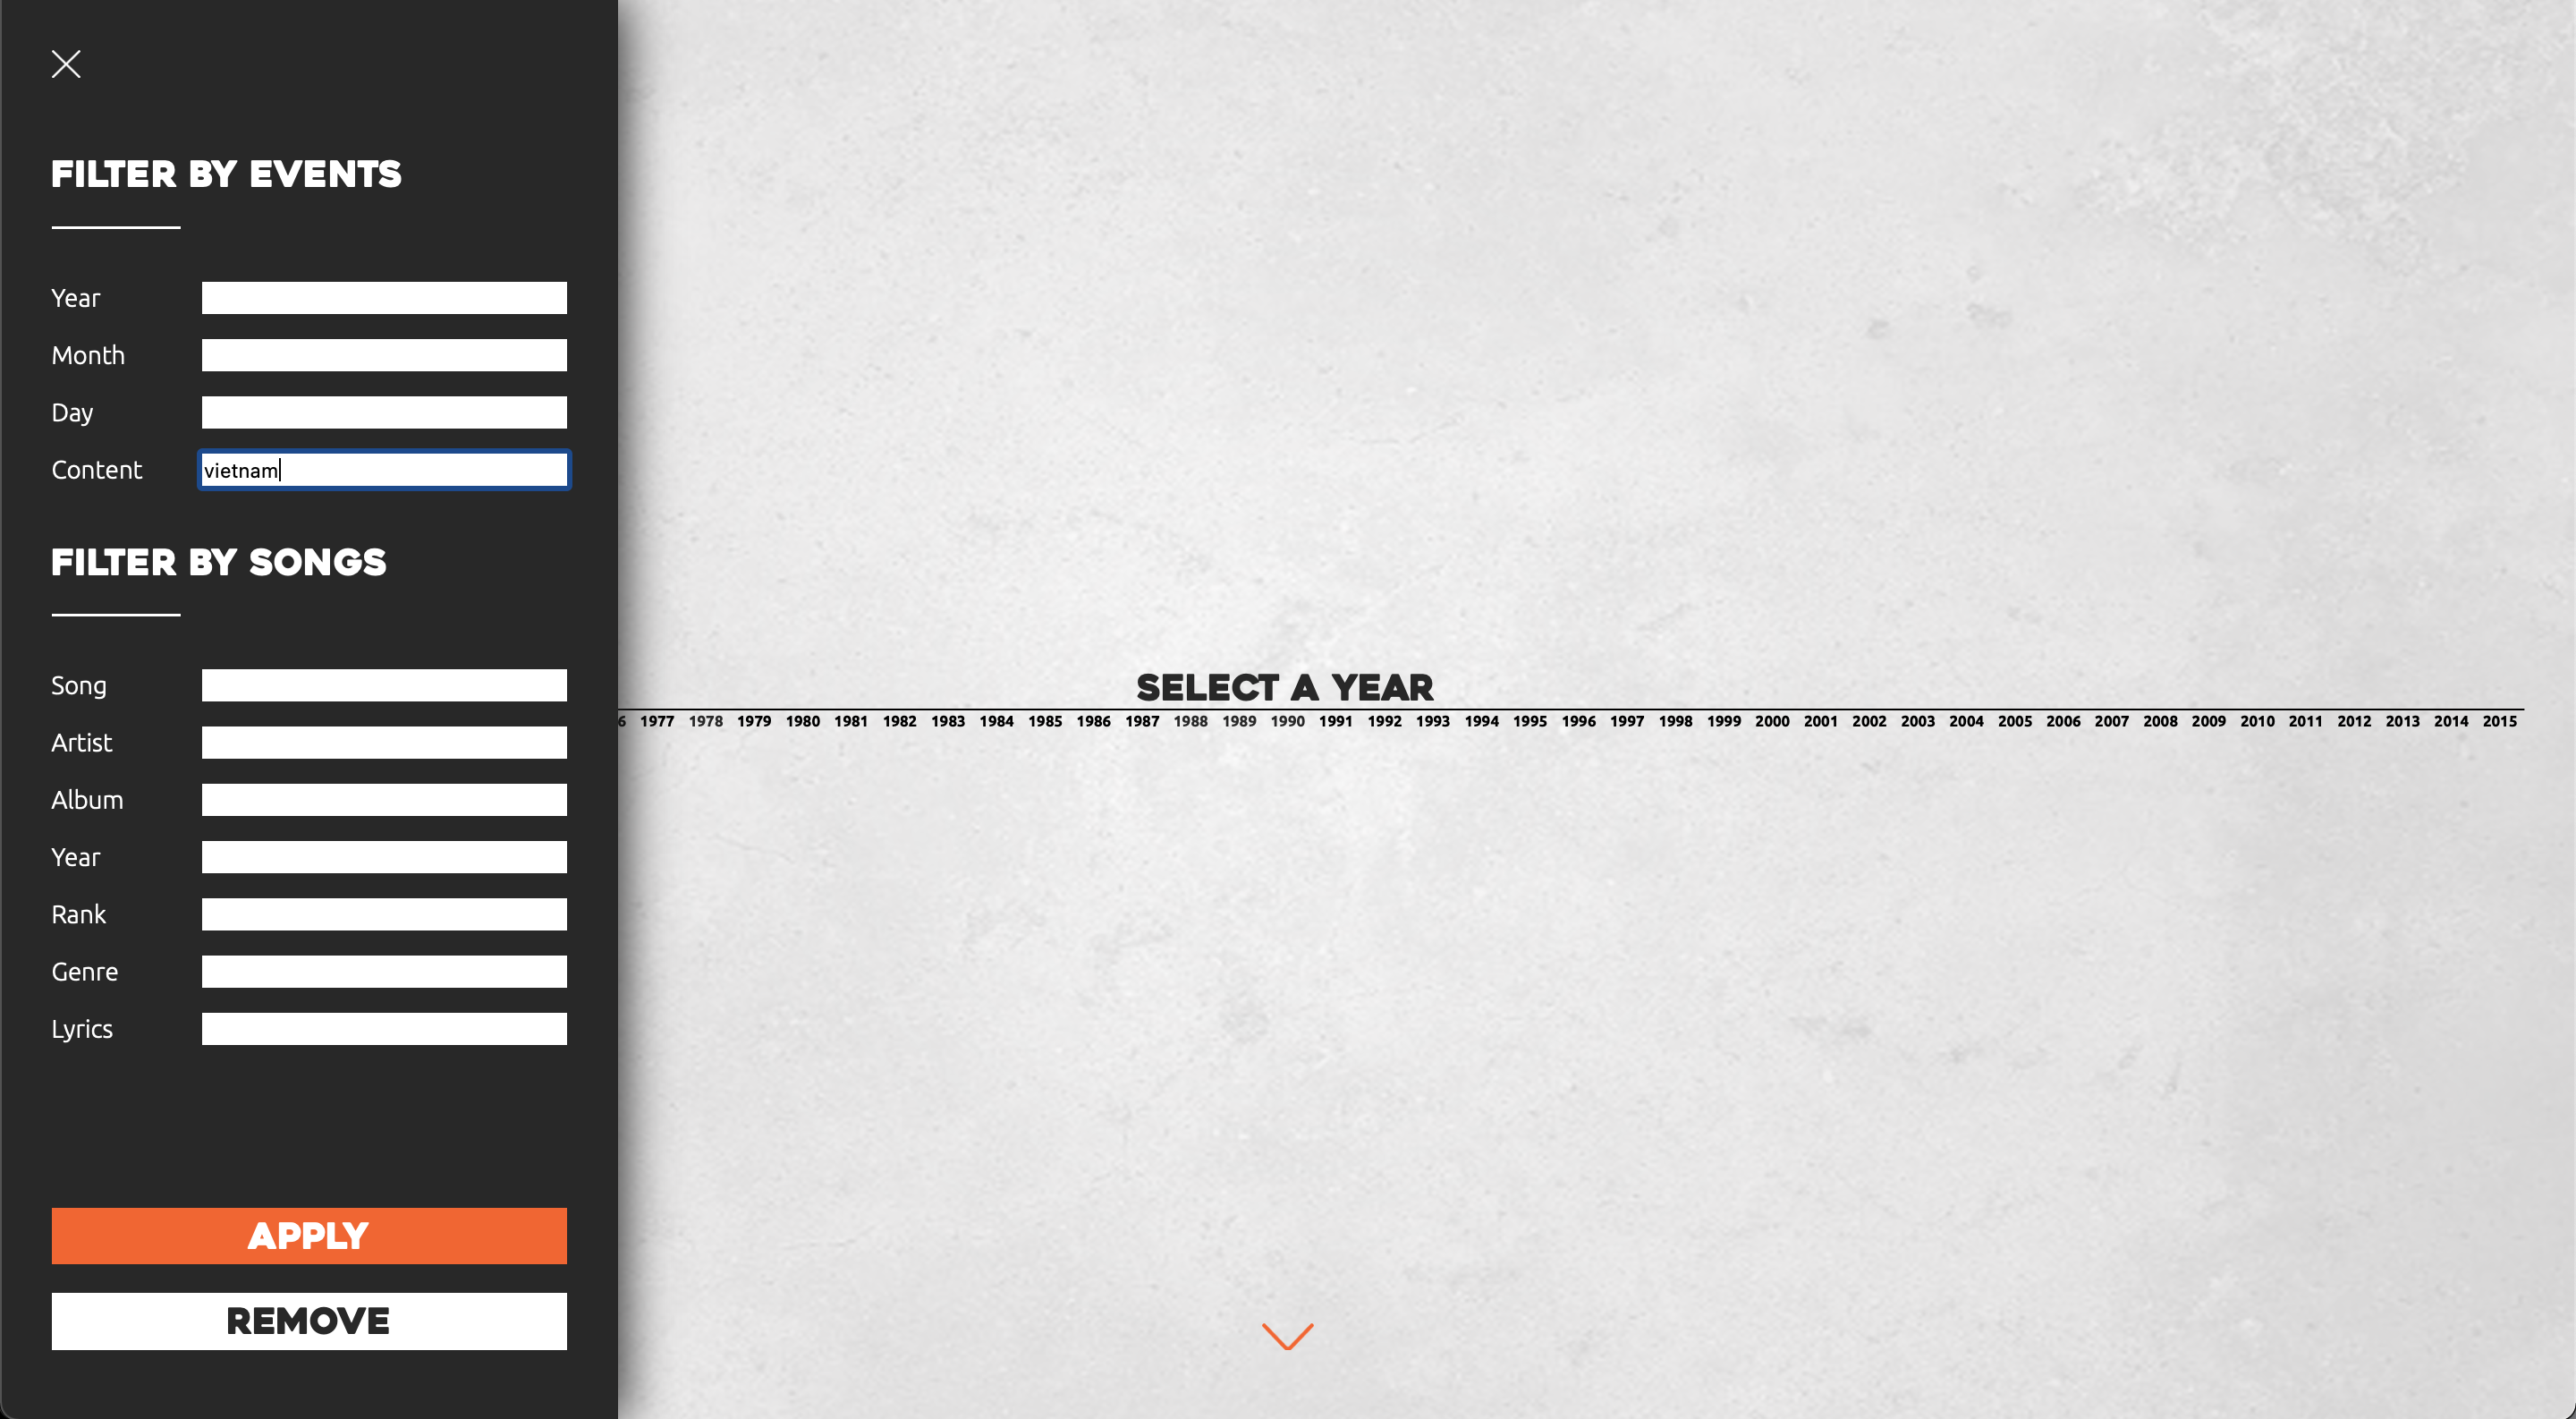 FILTER BY EVENTS
Year
Month
Day
Content vietnam
FILTER BY SONGS
Song
Artist
Album
Year
Rank
Genre
Lyrics
APPLY
REMOVE
SELECT A YEAR
6 1977 1978 1979 1980 1981 1982 1983 1984 1985 1986 1987 1988 1989 1990 1991 1992 1993 1994 1995 1996 1997 1998 1999 2000 2001 2002 2003 2004 2005 2006 2007 2008 2009 2010 2011 2012 2013 2014 2015